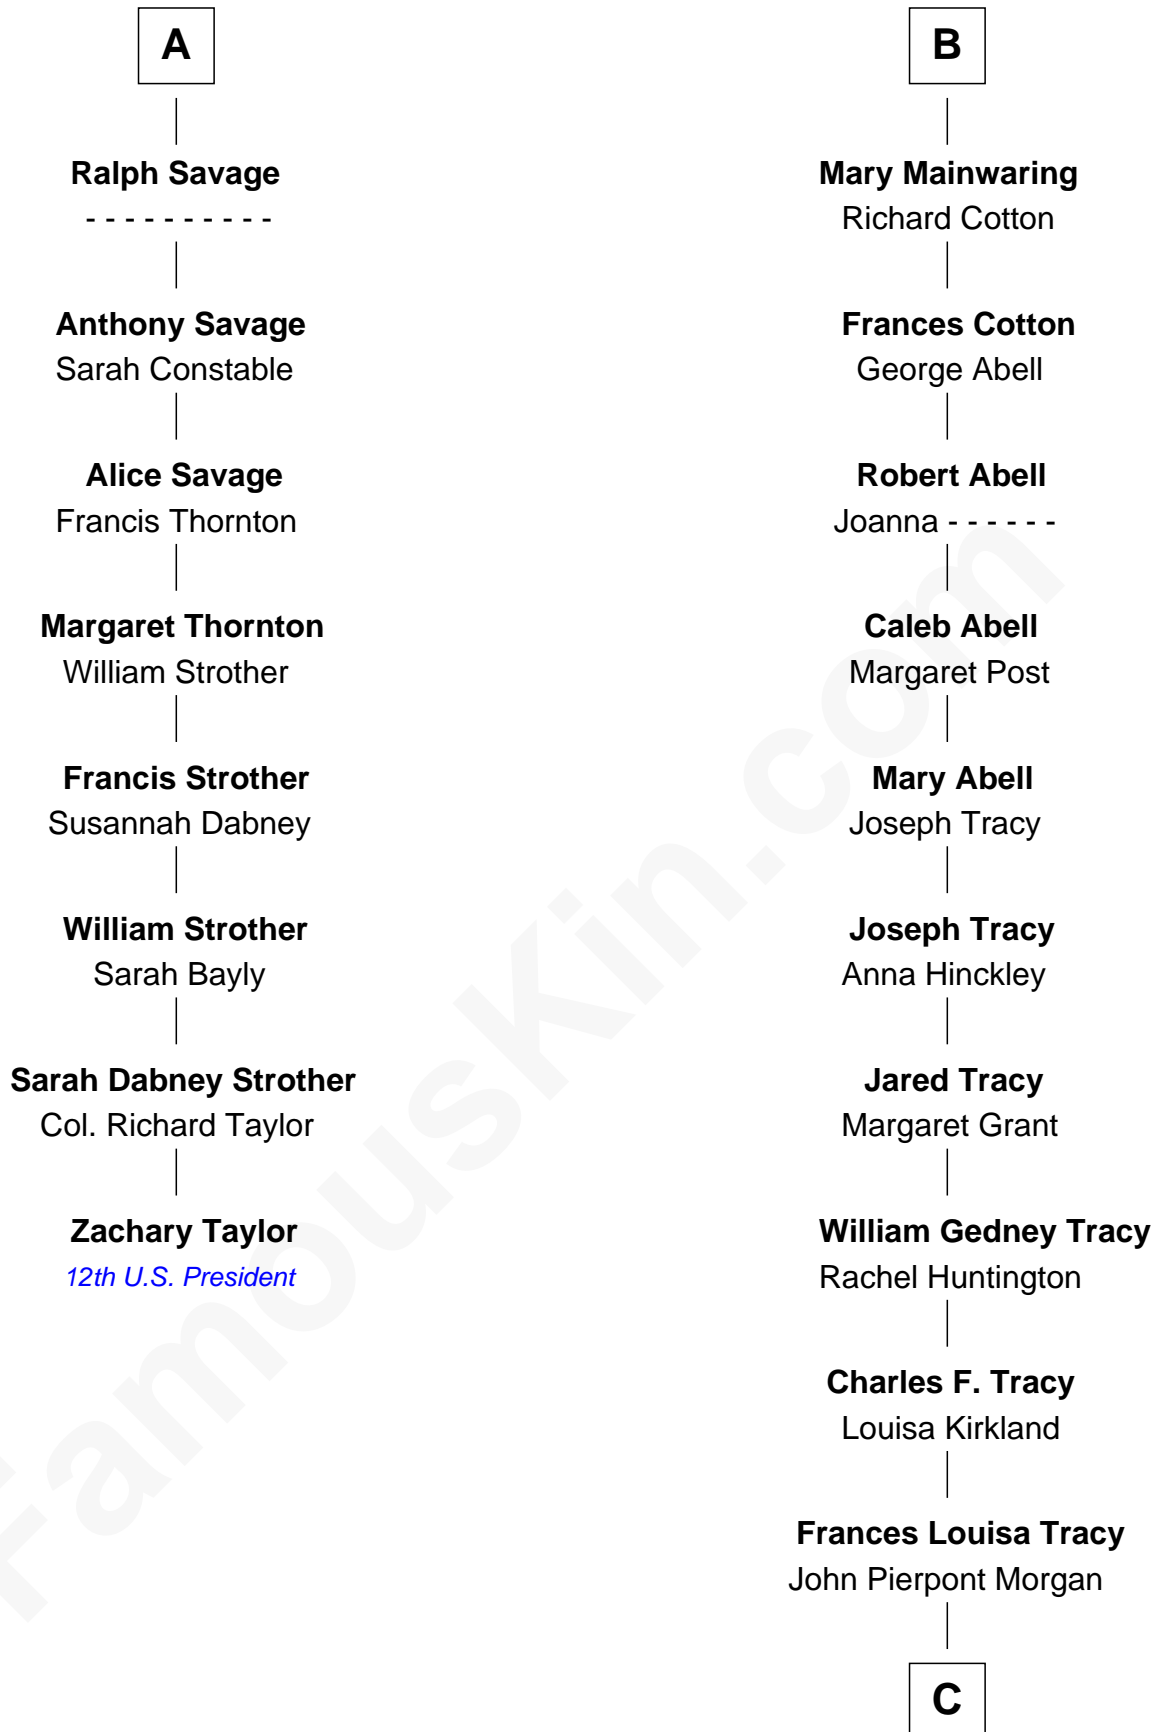 A
Ralph Savage
- - - - - - - - - -
Anthony Savage
Sarah Constable
Alice Savage
Francis Thornton
Margaret Thornton
William Strother
Francis Strother
Susannah Dabney
William Strother
Sarah Bayly
Sarah Dabney Strother
Col. Richard Taylor
Zachary Taylor
12th U.S. President
B
Mary Mainwaring
Richard Cotton
Frances Cotton
George Abell
Robert Abell
Joanna - - - - - -
Caleb Abell
Margaret Post
Mary Abell
Joseph Tracy
Joseph Tracy
Anna Hinckley
Jared Tracy
Margaret Grant
William Gedney Tracy
Rachel Huntington
Charles F. Tracy
Louisa Kirkland
Frances Louisa Tracy
John Pierpont Morgan
C
FamousKin.com